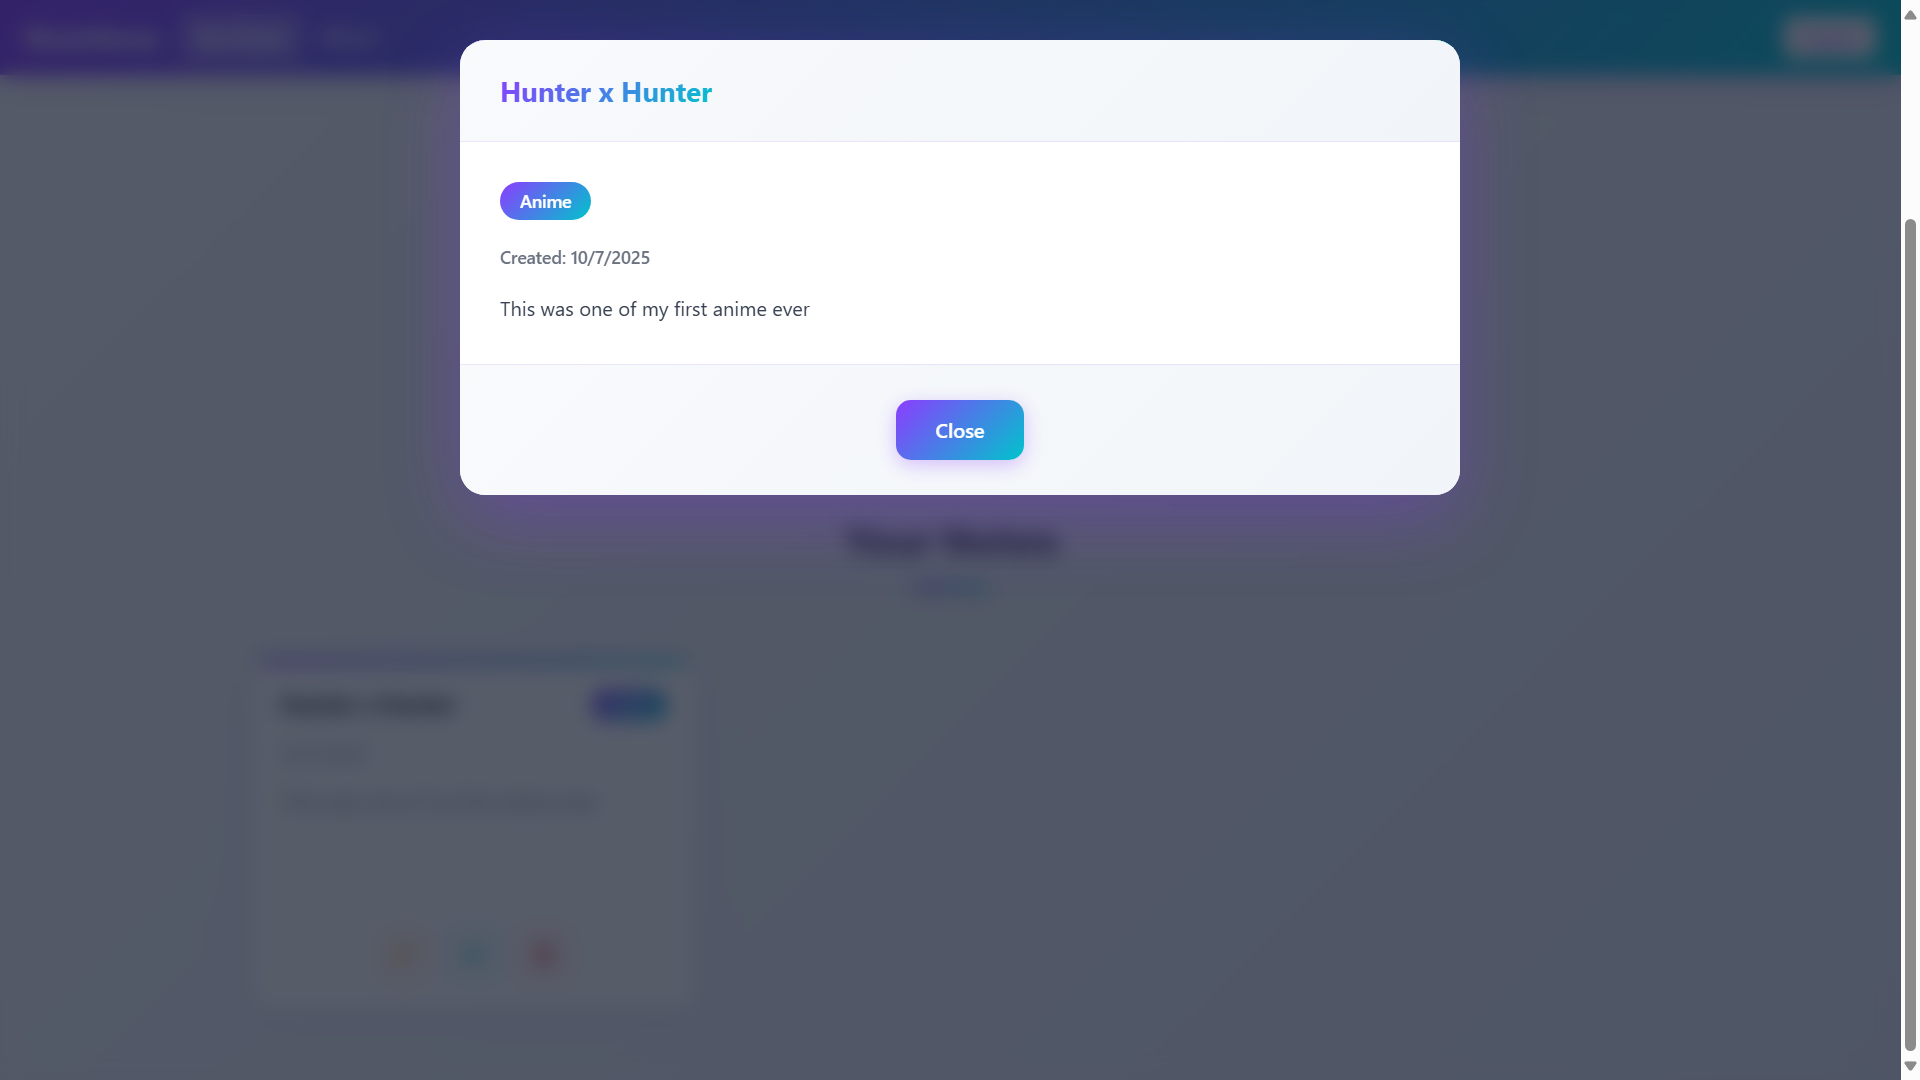 Hunter x Hunter
Anime
Created: 10/7/2025
This was one of my first anime ever
Close
Your Notes